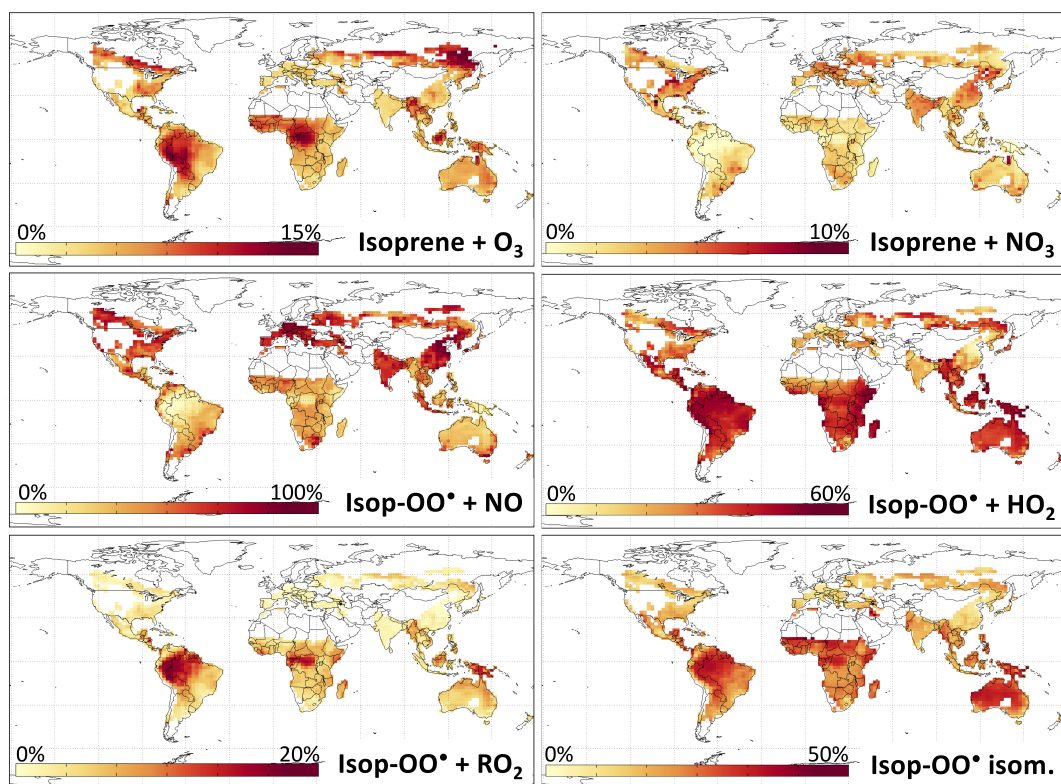 0% 15% Isoprene + O₃
0% 10% Isoprene + NO₃
0% 100% Isop-OO• + NO
0% 60% Isop-OO• + HO₂
0% 20% Isop-OO• + RO₂
0% 50% Isop-OO• isom.